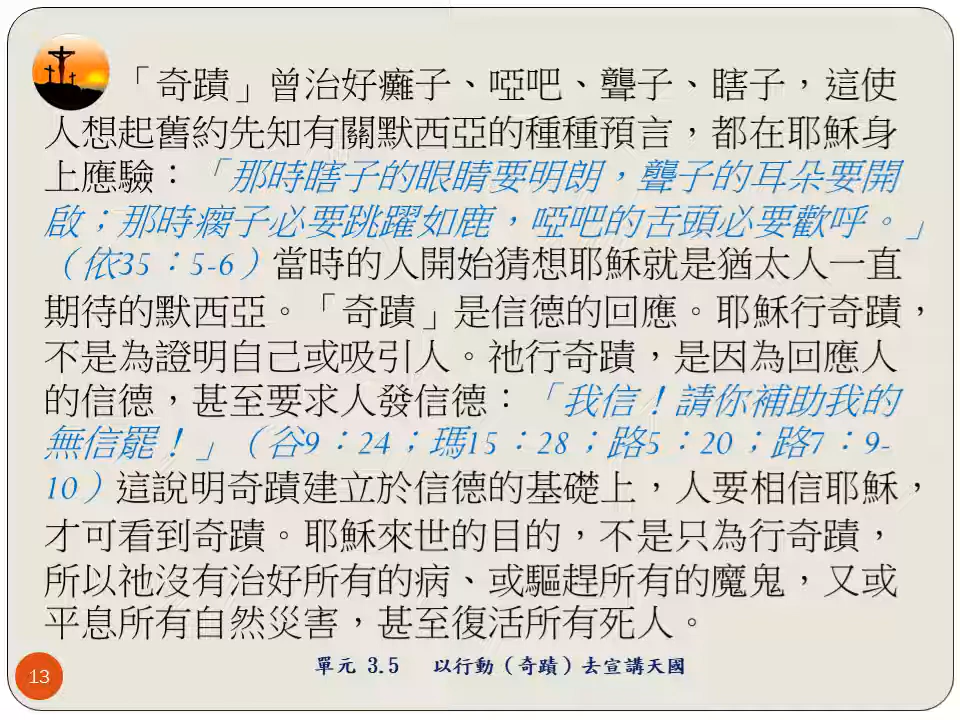 「奇蹟」曾治好癱子、啞吧、聾子、瞎子，這使
人想起舊約先知有關默西亞的種種預言，都在耶穌身
上應驗：「那時瞎子的眼睛要明朗，聾子的耳朵要開
啟；那時瘸子必要跳躍如鹿，啞吧的舌頭必要歡呼。」
（依35：5-6）當時的人開始猜想耶穌就是猶太人一直
期待的默西亞。「奇蹟」是信德的回應。耶穌行奇蹟，
不是為證明自己或吸引人。祂行奇蹟，是因為回應人
的信德，甚至要求人發信德：「我信！請你補助我的
無信罷！」（谷9：24；瑪15：28；路5：20；路7：9-
10）這說明奇蹟建立於信德的基礎上，人要相信耶穌，
才可看到奇蹟。耶穌來世的目的，不是只為行奇蹟，
所以祂沒有治好所有的病、或驅趕所有的魔鬼，又或
平息所有自然災害，甚至復活所有死人。
單元 3.5 以行動（奇蹟）去宣講天國
13